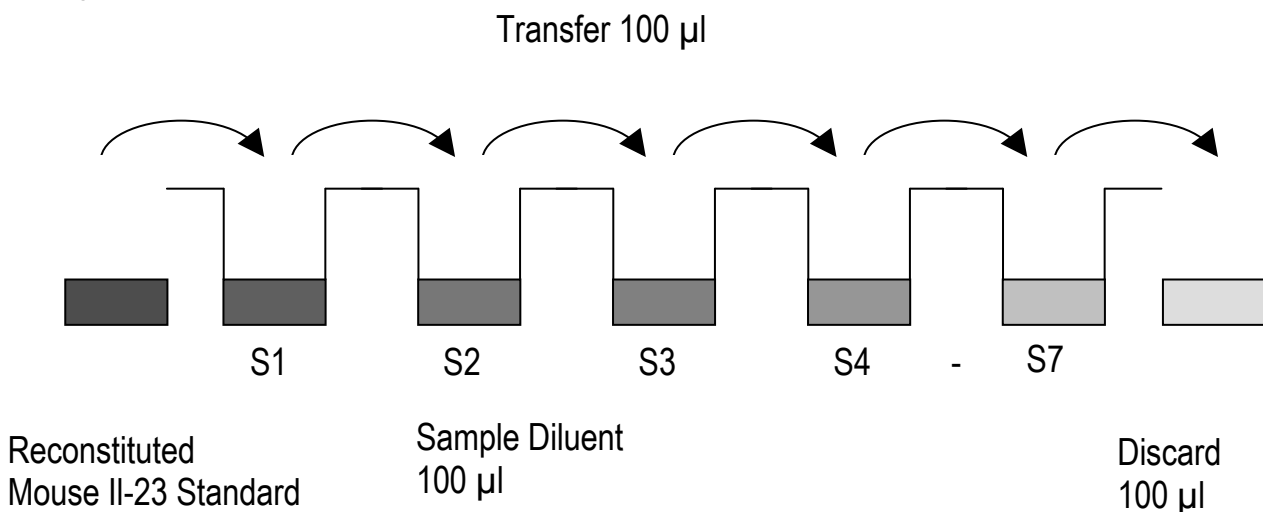 Transfer 100 µl
S1 S2 S3 S4 - S7
Reconstituted
Mouse Il-23 Standard
Sample Diluent
100 µl
Discard
100 µl